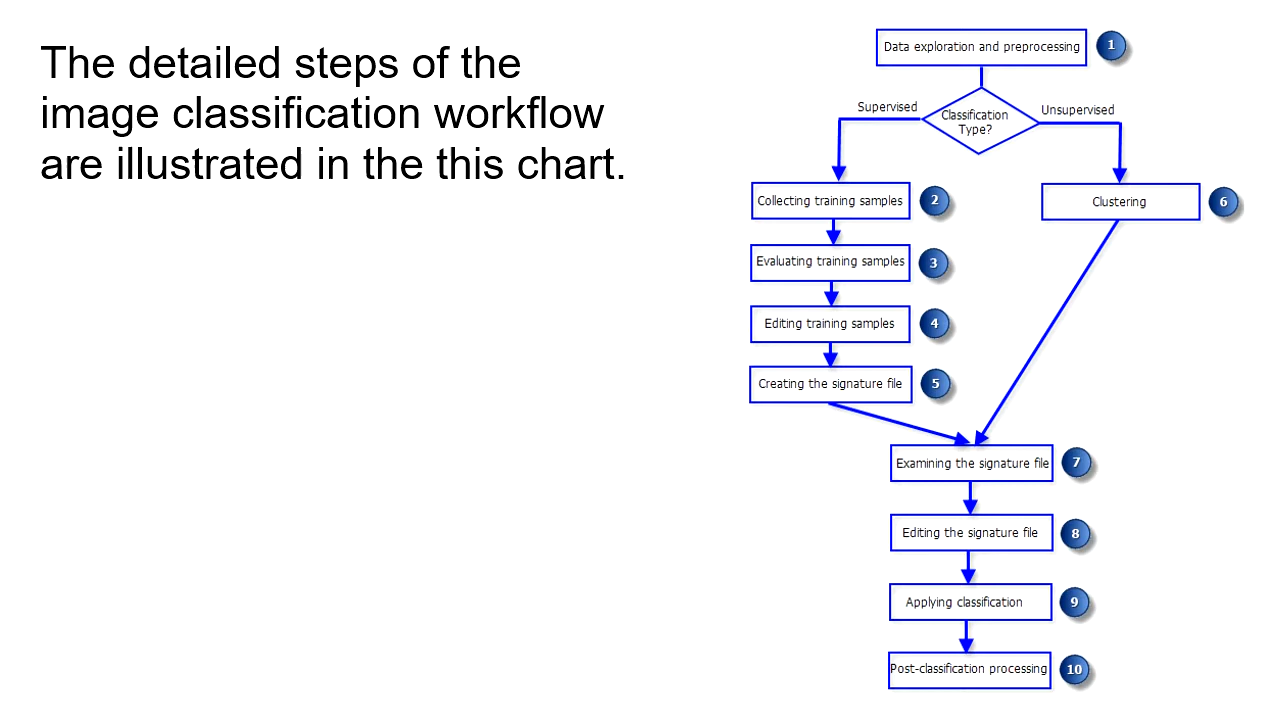 The detailed steps of the
image classification workflow
are illustrated in the this chart.
Data exploration and preprocessing
1
Supervised
Classification
Type?
Unsupervised
Collecting training samples
2
Clustering
6
Evaluating training samples
3
Editing training samples
4
Creating the signature file
5
Examining the signature file
7
Editing the signature file
8
Applying classification
9
Post-classification processing
10